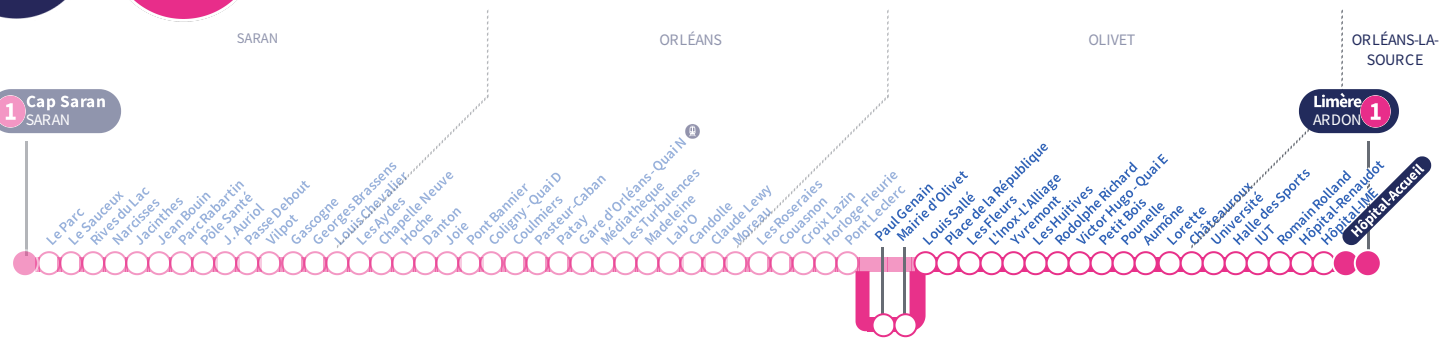 SARAN
ORLÉANS
OLIVET
ORLÉANS-LA-
SOURCE
1
Cap Saran
SARAN
Limère
ARDON
1
Le Parc
Le Sauceux
Rives du Lac
Narcisses
Jacinthes
Jean Bouin
Parc Rabartin
Pôle Santé
J. Auriol
Passe Debout
Vilpot
Gascogne
Georges Brassens
Louis Chevalier
Les Aydes
Chapelle Neuve
Hoche
Danton
Joie
Pont Bannier
Coligny - Quai D
Coulmiers
Pasteur-Caban
Patay
Gare d'Orléans - Quai N
Médiathèque
Les Turbulences
Madeleine
Lab'O
Candolle
Claude Lewy
Moreau
Les Roseraies
Couasnon
Croix Lazin
Horloge Fleurie
Pont Leclerc
Paul Genain
Mairie d'Olivet
Louis Sallé
Place de la République
Les Fleurs
L'Inox-L'Alliage
Yvremont
Les Huitives
Rodolphe Richard
Victor Hugo - Quai E
Petit Bois
Pounelle
Aumône
Lorette
Châteauroux
Université
Halle des Sports
IUT
Romain Rolland
Hôpital-Renaudot
Hôpital-LIMÈ
Hôpital-Accueil